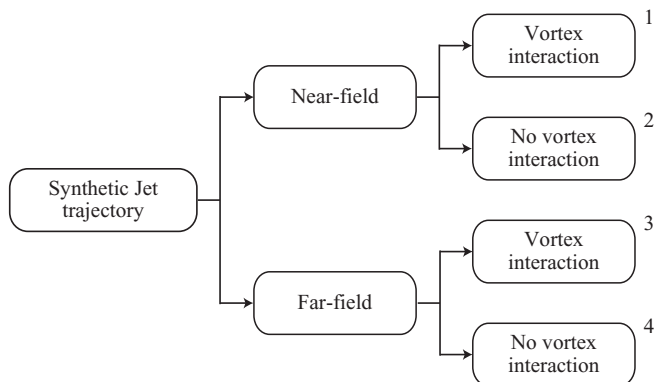 Synthetic Jet
trajectory
Near-field
Vortex
interaction
1
No vortex
interaction
2
Far-field
Vortex
interaction
3
No vortex
interaction
4